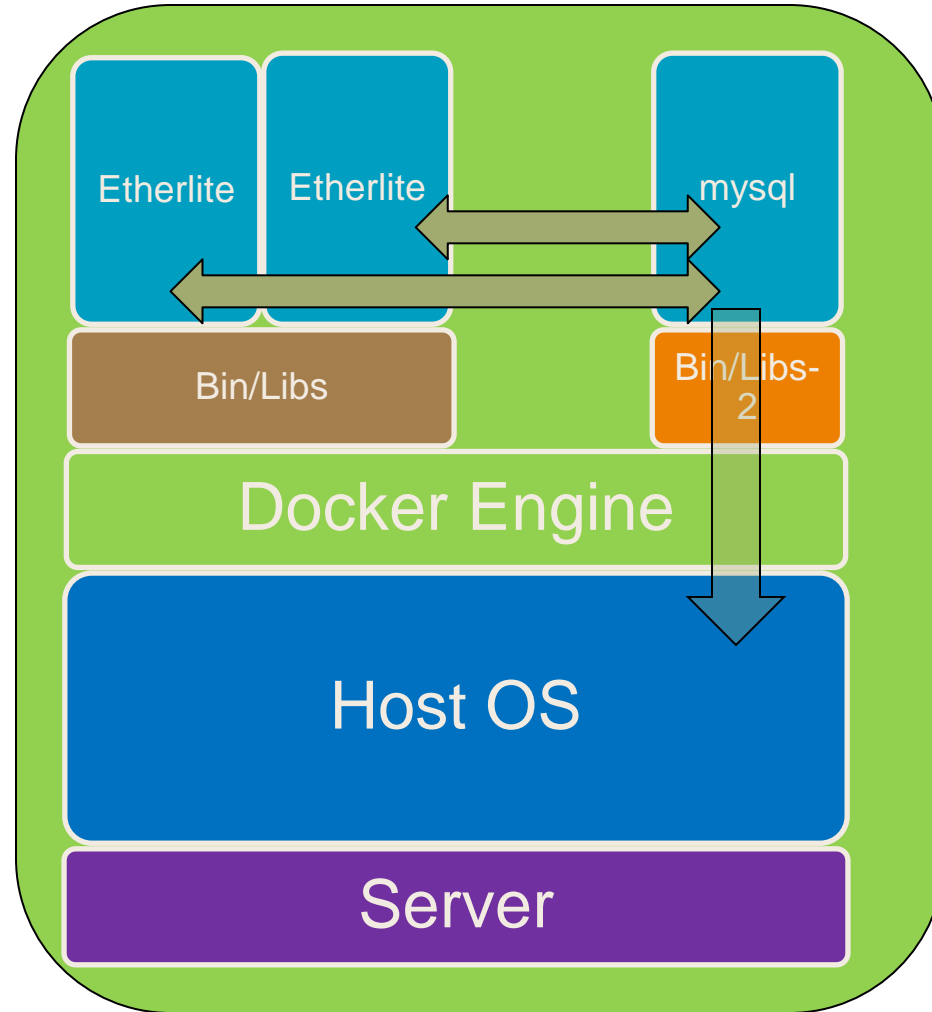 Etherlite
Etherlite
mysql
Bin/Libs
Bin/Libs-
2
Docker Engine
Host OS
Server